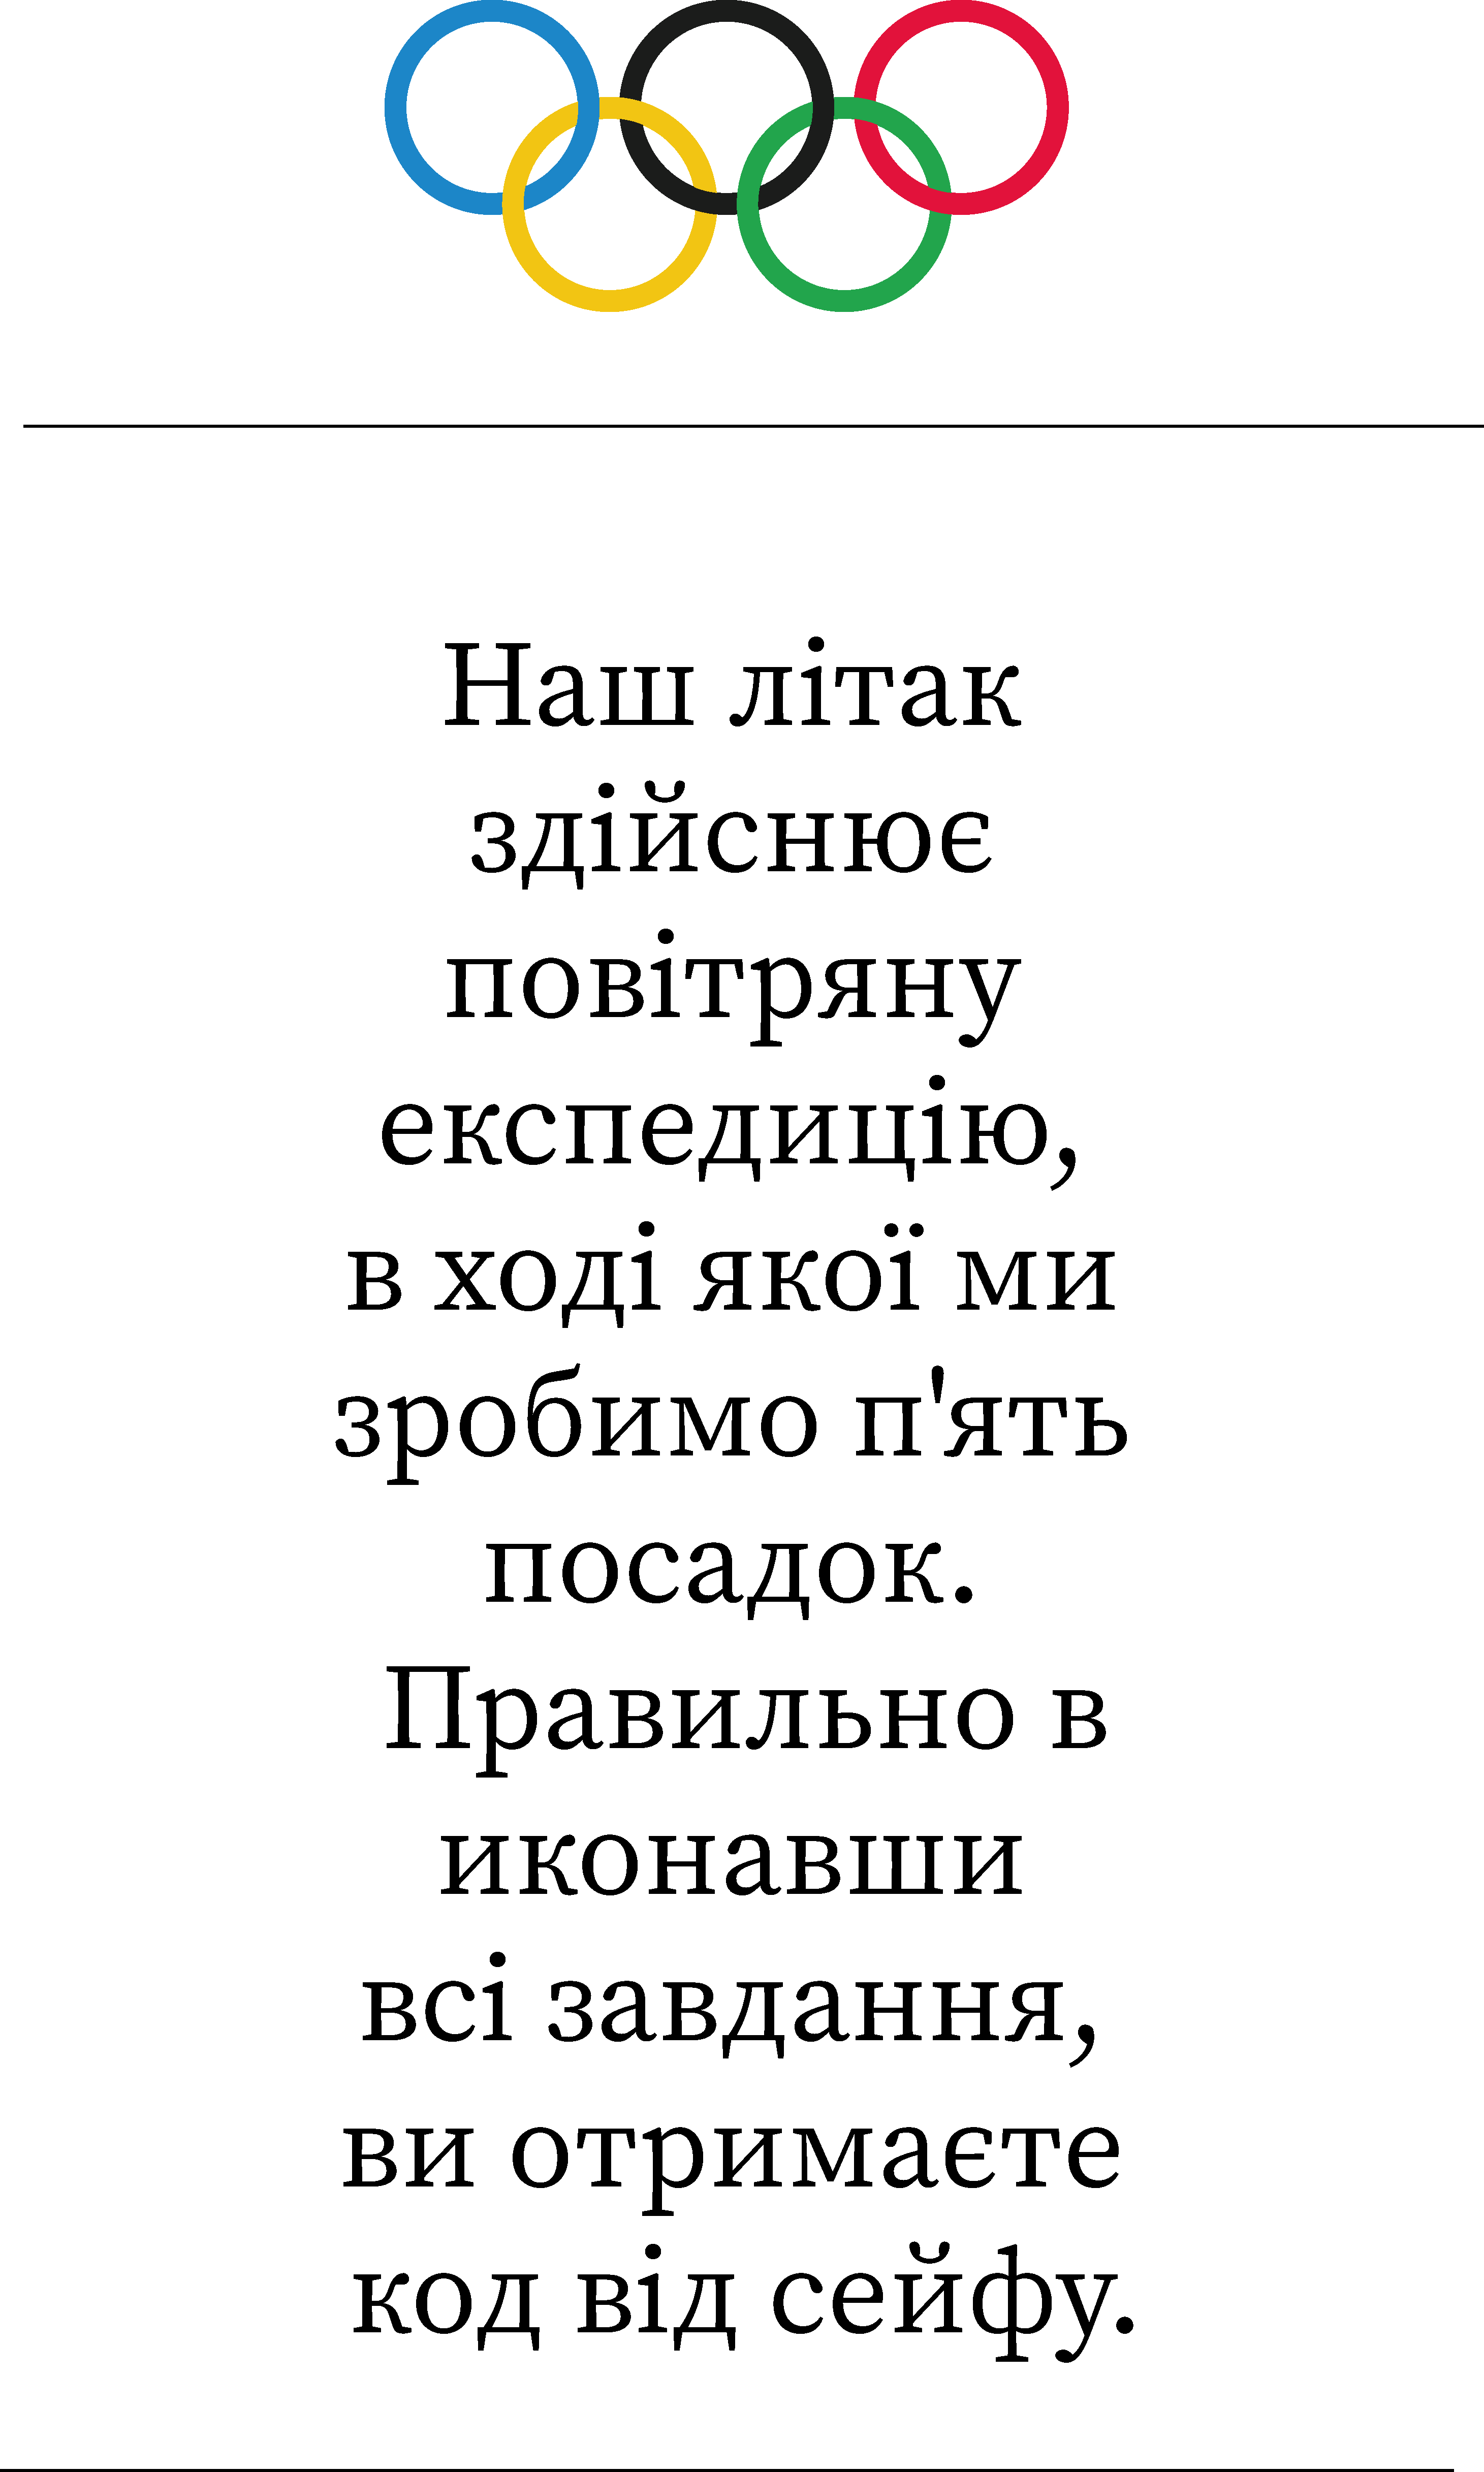 Наш літак
здійснює
повітряну
експедицію,
в ході якої ми
зробимо п'ять
посадок.
Правильно в
иконавши
всі завдання,
ви отримаєте
код від сейфу.